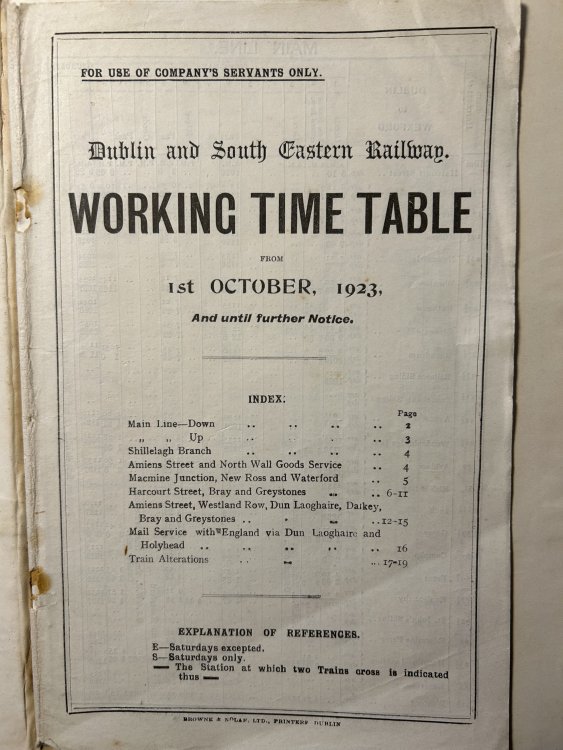 FOR USE OF COMPANY'S SERVANTS ONLY.
Dublin and South Eastern Railway.
WORKING TIME TABLE
FROM
1st OCTOBER, 1923,
And until further Notice.
INDEX.
Page
Main Line—Down .. .. .. .. 2
„ „ Up .. .. .. .. 3
Shillelagh Branch .. .. .. .. 4
Amiens Street and North Wall Goods Service .. 4
Macmine Junction, New Ross and Waterford .. 5
Harcourt Street, Bray and Greystones .. .. 6-11
Amiens Street, Westland Row, Dun Laoghaire, Dalkey,
Bray and Greystones .. .. .. .. 12-15
Mail Service with England via Dun Laoghaire and
Holyhead .. .. .. .. .. 16
Train Alterations .. .. .. 17-19
EXPLANATION OF REFERENCES.
E—Saturdays excepted.
S—Saturdays only.
— The Station at which two Trains cross is indicated
thus —
BROWNE & NOLAN, LTD., PRINTERS DUBLIN